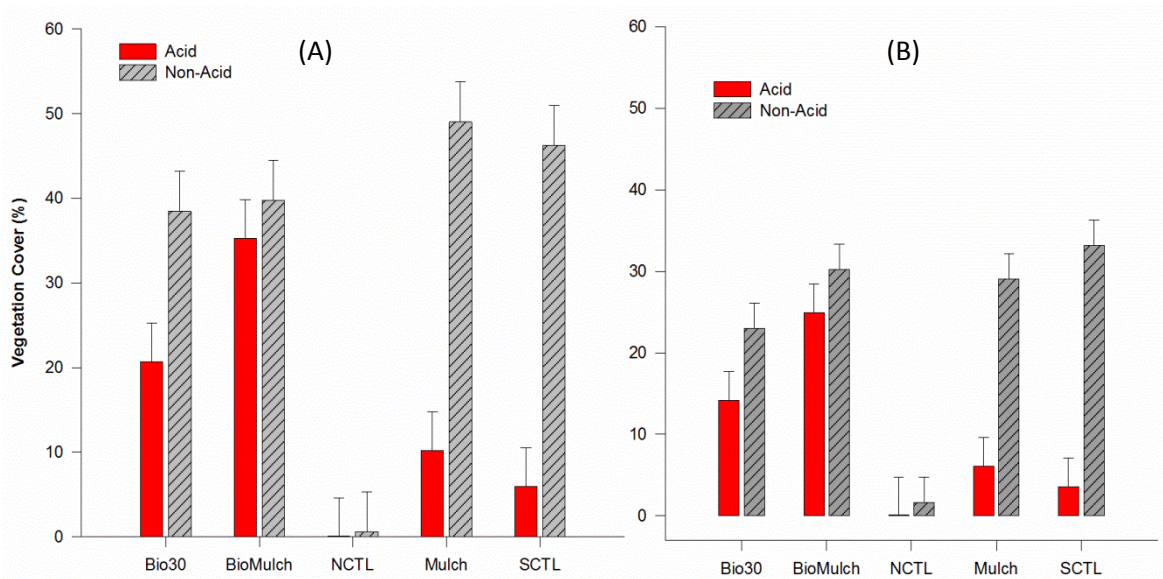 (A)
Acid
Non-Acid
Vegetation Cover (%)
60
50
40
30
20
10
0
Bio30 BioMulch NCTL Mulch SCTL
(B)
Acid
Non-Acid
60
50
40
30
20
10
0
Bio30 BioMulch NCTL Mulch SCTL